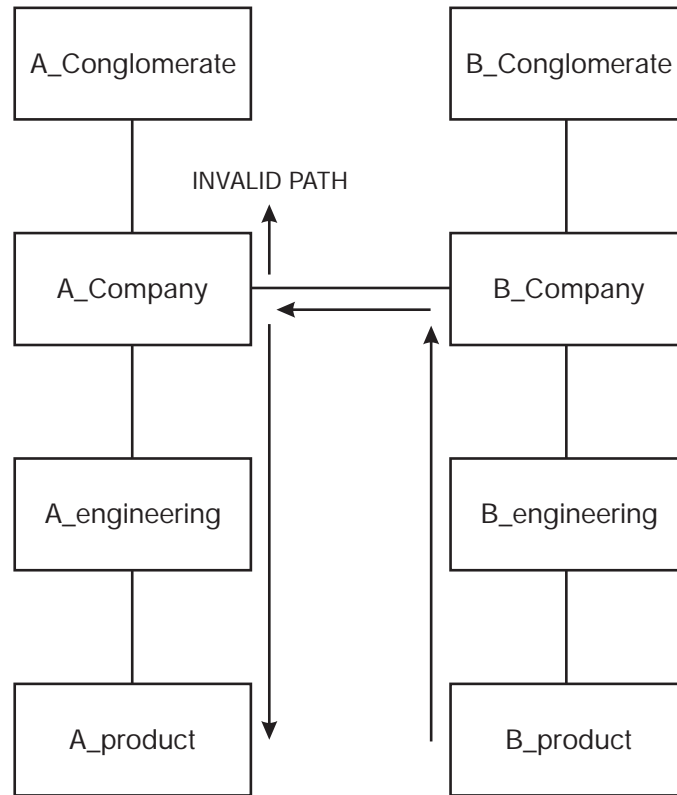 A_Conglomerate
B_Conglomerate
INVALID PATH
A_Company
B_Company
A_engineering
B_engineering
A_product
B_product